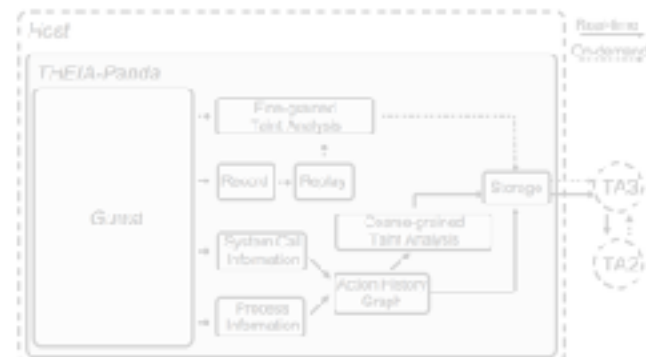 Host
Real-time
On-demand
THEIA-Panda
Fine-grained
Taint Analysis
Record
Replay
Storage
TA3
Guest
Coarse-grained
Taint Analysis
System Call
Information
TA2
Action History
Graph
Process
Information